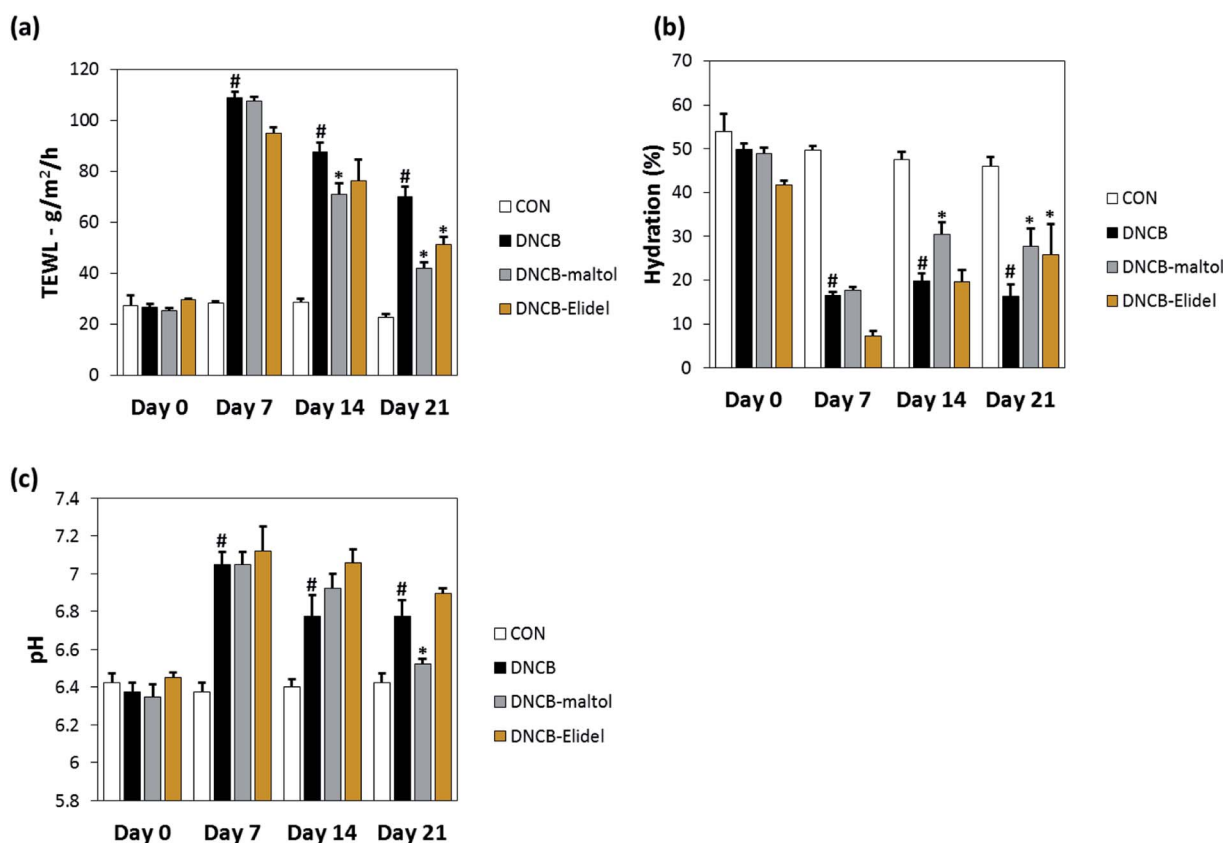 (a)
TEWL - g/m²/h
120
100
80
60
40
20
0
#
#
#
*
*
*
Day 0 Day 7 Day 14 Day 21
CON
DNCB
DNCB-maltol
DNCB-Elidel
(b)
Hydration (%)
70
60
50
40
30
20
10
0
#
#
*
#
*
*
Day 0 Day 7 Day 14 Day 21
CON
DNCB
DNCB-maltol
DNCB-Elidel
(c)
pH
7.4
7.2
7
6.8
6.6
6.4
6.2
6
5.8
#
#
#
*
Day 0 Day 7 Day 14 Day 21
CON
DNCB
DNCB-maltol
DNCB-Elidel